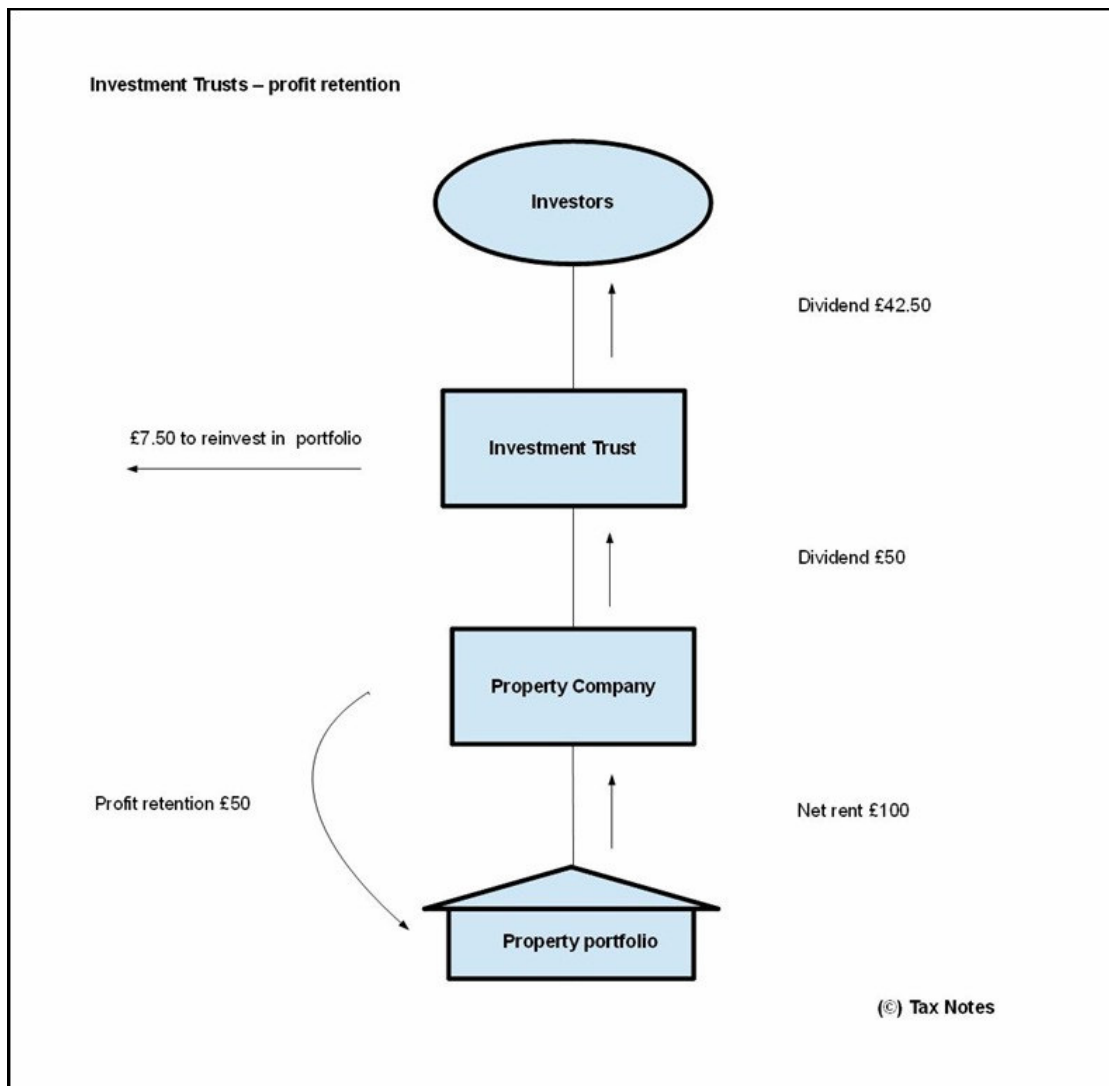 Investment Trusts – profit retention
Investors
Dividend £42.50
£7.50 to reinvest in portfolio
Investment Trust
Dividend £50
Property Company
Profit retention £50
Net rent £100
Property portfolio
(©) Tax Notes